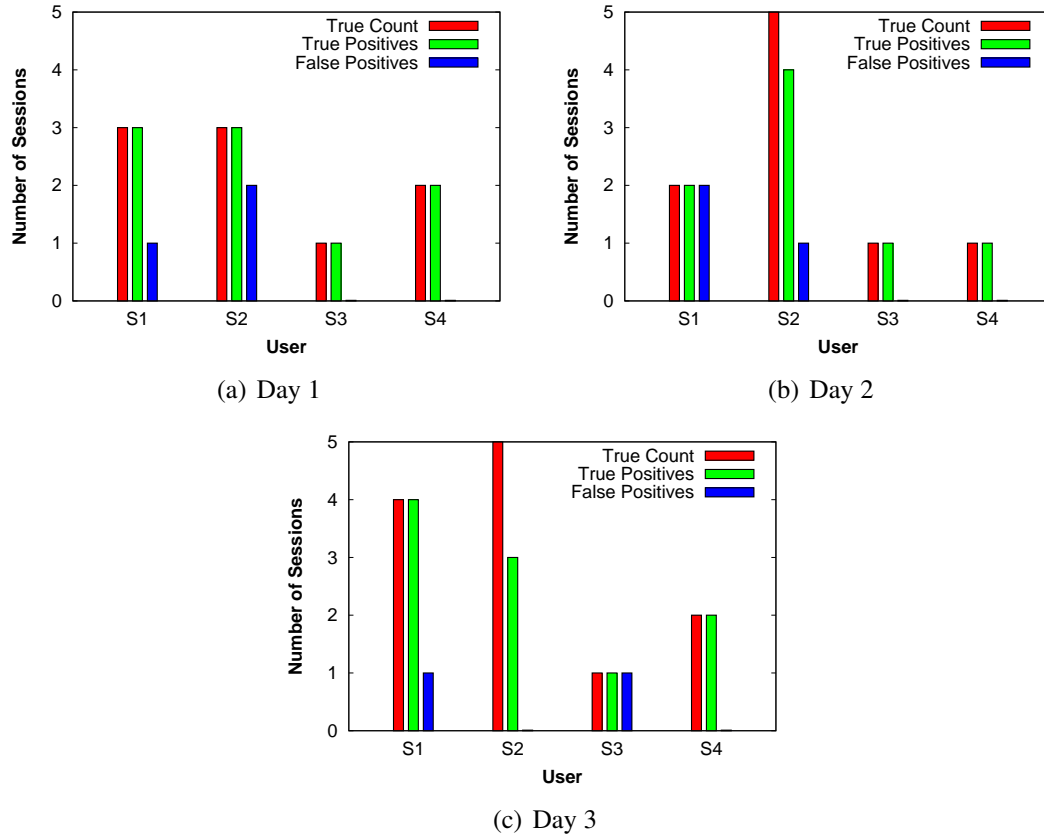 5
4
3
2
1
0
Number of Sessions
True Count
True Positives
False Positives
S1 S2 S3 S4
User
(a) Day 1
5
4
3
2
1
0
Number of Sessions
True Count
True Positives
False Positives
S1 S2 S3 S4
User
(b) Day 2
5
4
3
2
1
0
Number of Sessions
True Count
True Positives
False Positives
S1 S2 S3 S4
User
(c) Day 3